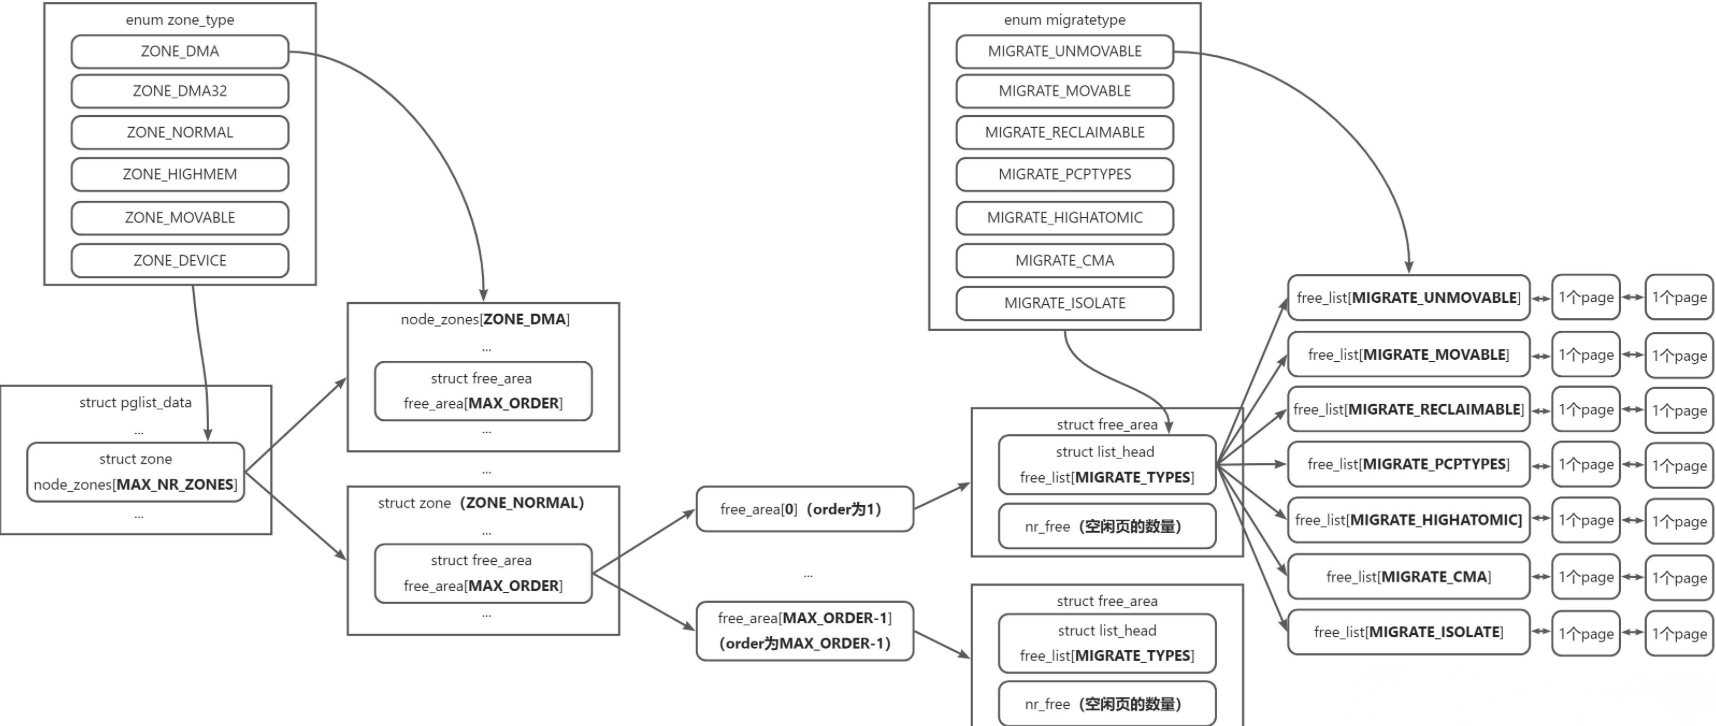 enum zone_type
ZONE_DMA
ZONE_DMA32
ZONE_NORMAL
ZONE_HIGHMEM
ZONE_MOVABLE
ZONE_DEVICE
struct pglist_data
...
struct zone
node_zones[MAX_NR_ZONES]
...
node_zones[ZONE_DMA]
...
struct free_area
free_area[MAX_ORDER]
...
...
struct zone（ZONE_NORMAL）
...
struct free_area
free_area[MAX_ORDER]
...
free_area[0]（order为1）
...
free_area[MAX_ORDER-1]
（order为MAX_ORDER-1）
enum migratetype
MIGRATE_UNMOVABLE
MIGRATE_MOVABLE
MIGRATE_RECLAIMABLE
MIGRATE_PCPTYPES
MIGRATE_HIGHATOMIC
MIGRATE_CMA
MIGRATE_ISOLATE
struct free_area
struct list_head
free_list[MIGRATE_TYPES]
nr_free（空闲页的数量）
struct free_area
struct list_head
free_list[MIGRATE_TYPES]
nr_free（空闲页的数量）
free_list[MIGRATE_UNMOVABLE] 1个page 1个page
free_list[MIGRATE_MOVABLE] 1个page 1个page
free_list[MIGRATE_RECLAIMABLE] 1个page 1个page
free_list[MIGRATE_PCPTYPES] 1个page 1个page
free_list[MIGRATE_HIGHATOMIC] 1个page 1个page
free_list[MIGRATE_CMA] 1个page 1个page
free_list[MIGRATE_ISOLATE] 1个page 1个page